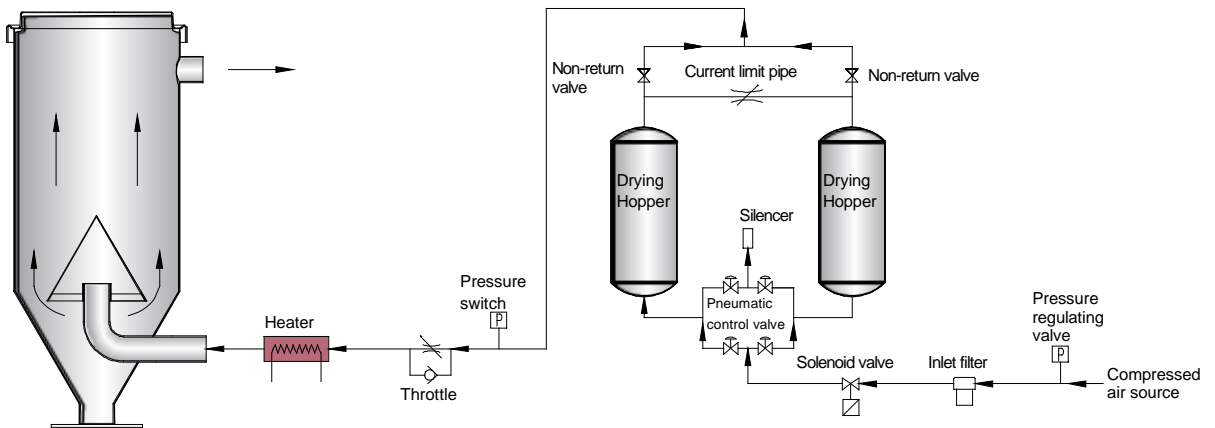 Non-return
valve
Current limit pipe
Non-return valve
Drying
Hopper
Drying
Hopper
Silencer
Pneumatic
control valve
Pressure
switch
P
Heater
Throttle
Solenoid valve
Inlet filter
Pressure
regulating
valve
P
Compressed
air source